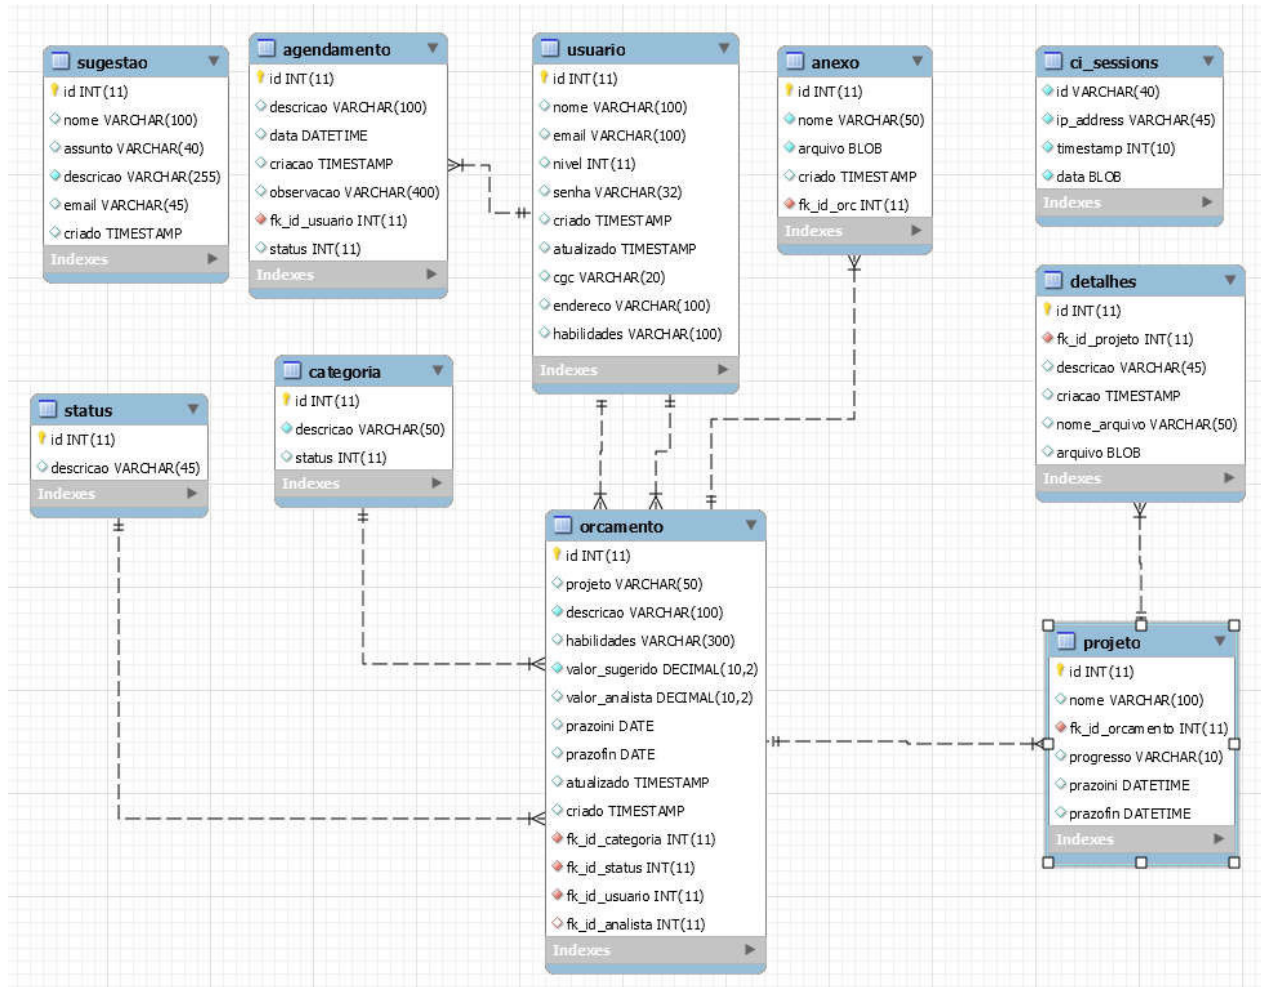 sugestao
id INT(11)
nome VARCHAR(100)
assunto VARCHAR(40)
descricao VARCHAR(255)
email VARCHAR(45)
criado TIMESTAMP
Indexes
agendamento
id INT(11)
descricao VARCHAR(100)
data DATETIME
criacao TIMESTAMP
observacao VARCHAR(400)
fk_id_usuario INT(11)
status INT(11)
Indexes
usuario
id INT(11)
nome VARCHAR(100)
email VARCHAR(100)
nivel INT(11)
senha VARCHAR(32)
criado TIMESTAMP
atualizado TIMESTAMP
cgc VARCHAR(20)
endereco VARCHAR(100)
habilidades VARCHAR(100)
Indexes
anexo
id INT(11)
nome VARCHAR(50)
arquivo BLOB
criado TIMESTAMP
fk_id_orc INT(11)
Indexes
ci_sessions
id VARCHAR(40)
ip_address VARCHAR(45)
timestamp INT(10)
data BLOB
Indexes
detalhes
id INT(11)
fk_id_projeto INT(11)
descricao VARCHAR(45)
criacao TIMESTAMP
nome_arquivo VARCHAR(50)
arquivo BLOB
Indexes
status
id INT(11)
descricao VARCHAR(45)
Indexes
categoria
id INT(11)
descricao VARCHAR(50)
status INT(11)
Indexes
orcamento
id INT(11)
projeto VARCHAR(50)
descricao VARCHAR(100)
habilidades VARCHAR(300)
valor_sugerido DECIMAL(10,2)
valor_analista DECIMAL(10,2)
prazoini DATE
prazofin DATE
atualizado TIMESTAMP
criado TIMESTAMP
fk_id_categoria INT(11)
fk_id_status INT(11)
fk_id_usuario INT(11)
fk_id_analista INT(11)
Indexes
projeto
id INT(11)
nome VARCHAR(100)
fk_id_orcamento INT(11)
progresso VARCHAR(10)
prazoini DATETIME
prazofin DATETIME
Indexes